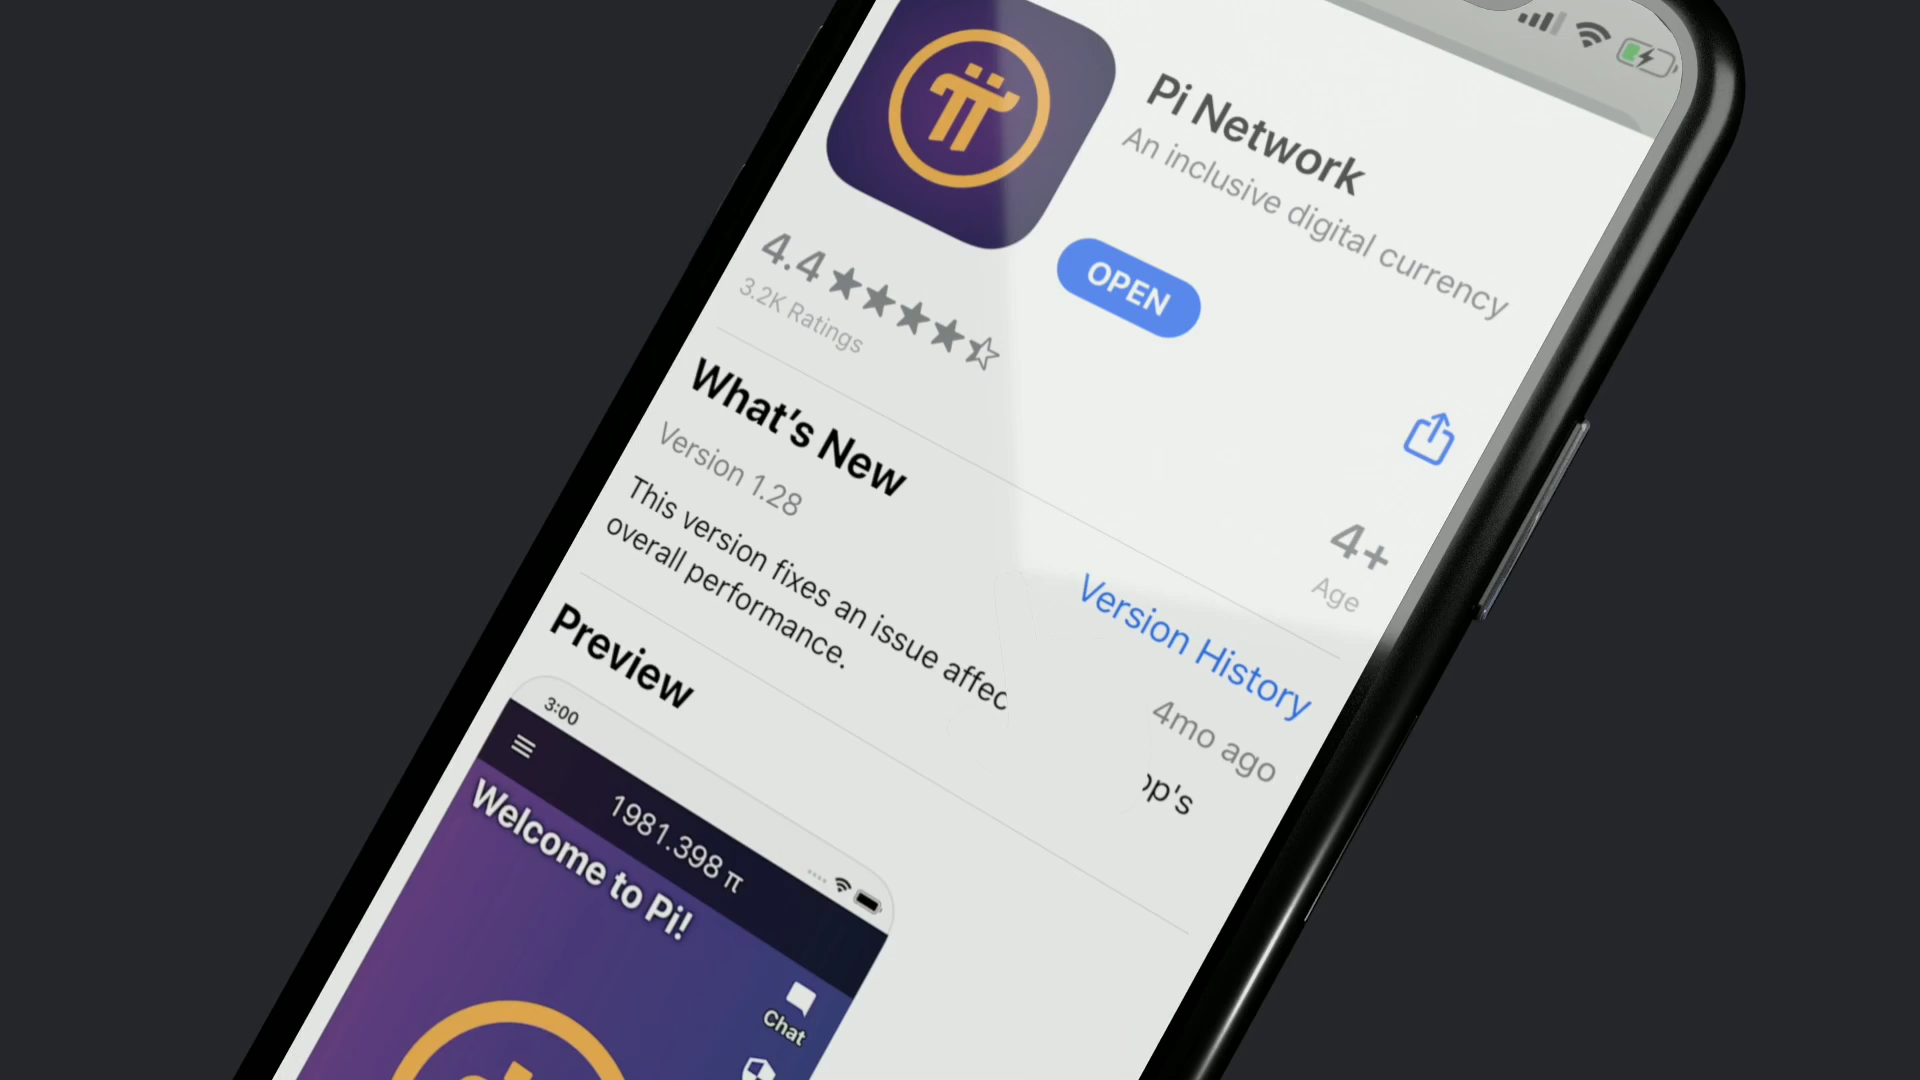 Pi Network
An inclusive digital currency
OPEN
4.4
3.2K Ratings
4+
Age
What's New
Version History
Version 1.28
4mo ago
This version fixes an issue
overall performance.
Preview
3:00
1981.398 π
Welcome to Pi!
Chat